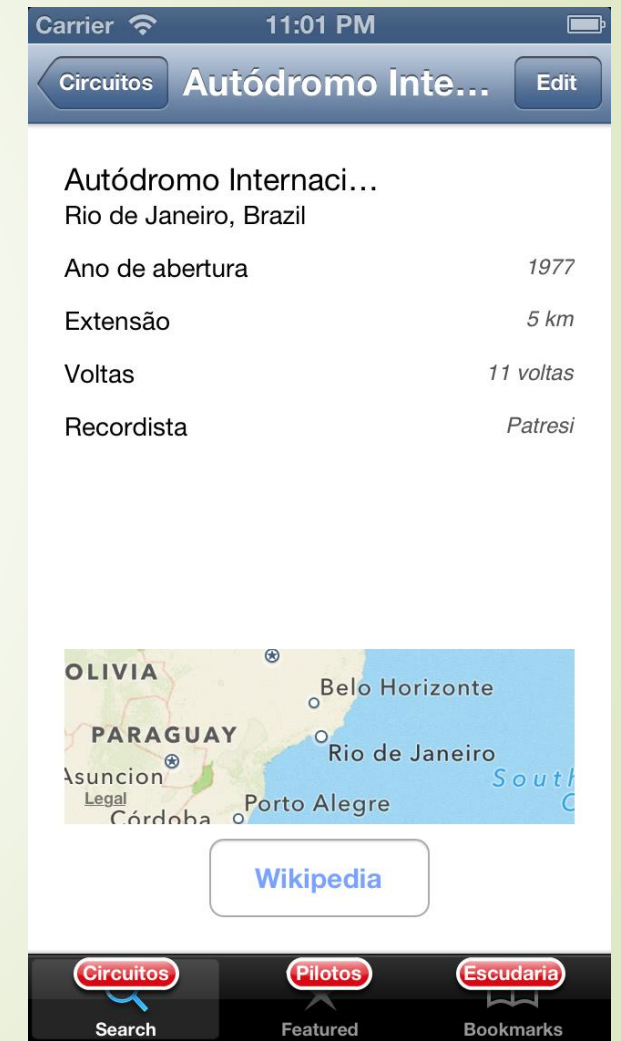 Carrier 11:01 PM
Circuitos Autódromo Inte... Edit
Autódromo Internaci...
Rio de Janeiro, Brazil
Ano de abertura 1977
Extensão 5 km
Voltas 11 voltas
Recordista Patresi
OLIVIA
Belo Horizonte
PARAGUAY
Rio de Janeiro
Asuncion
South
Legal
Porto Alegre
Córdoba
Wikipedia
Circuitos Pilotos Escudaria
Search Featured Bookmarks